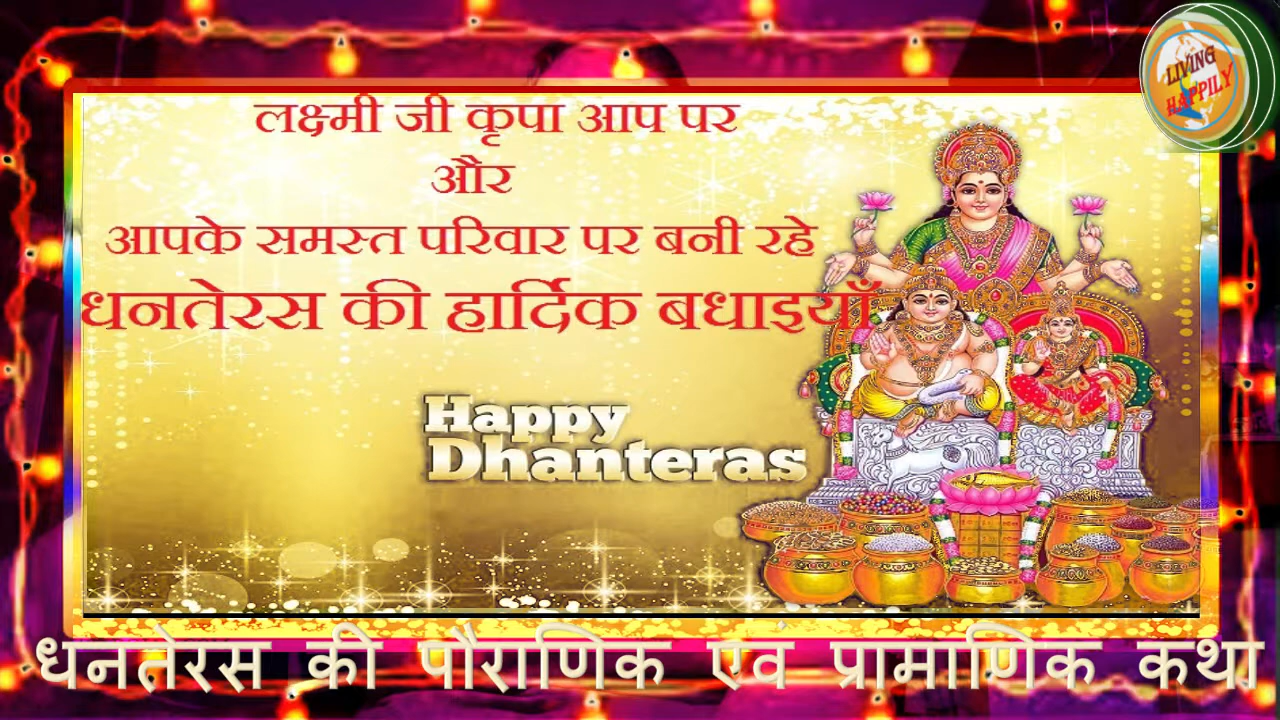 LIVING
HAPPILY
लक्ष्मी जी कृपा आप पर
और
आपके समस्त परिवार पर बनी रहे
धनतेरस की हार्दिक बधाइयाँ
Happy
Dhanteras
धनतेरस की पौराणिक एवं प्रामाणिक कथा